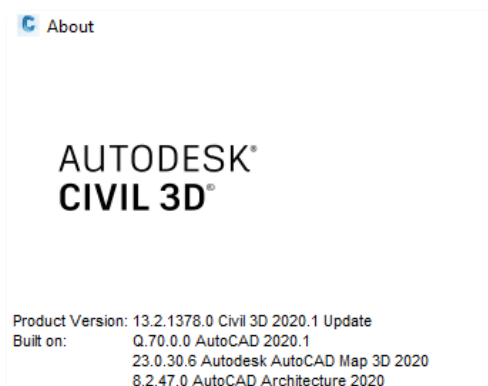 About
AUTODESK®
CIVIL 3D®
Product Version: 13.2.1378.0 Civil 3D 2020.1 Update
Built on: Q.70.0.0 AutoCAD 2020.1
23.0.30.6 Autodesk AutoCAD Map 3D 2020
8.2.47.0 AutoCAD Architecture 2020